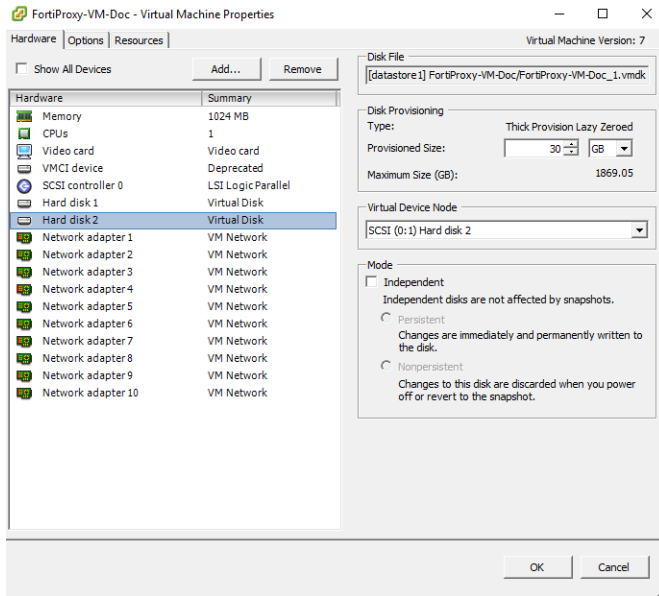 FortiProxy-VM-Doc - Virtual Machine Properties
Hardware Options Resources
Virtual Machine Version: 7
Show All Devices
Add...
Remove
Hardware Summary
Memory 1024 MB
CPUs 1
Video card Video card
VMCI device Deprecated
SCSI controller 0 LSI Logic Parallel
Hard disk 1 Virtual Disk
Hard disk 2 Virtual Disk
Network adapter 1 VM Network
Network adapter 2 VM Network
Network adapter 3 VM Network
Network adapter 4 VM Network
Network adapter 5 VM Network
Network adapter 6 VM Network
Network adapter 7 VM Network
Network adapter 8 VM Network
Network adapter 9 VM Network
Network adapter 10 VM Network
Disk File
[datastore1] FortiProxy-VM-Doc/FortiProxy-VM-Doc_1.vmdk
Disk Provisioning
Type: Thick Provision Lazy Zeroed
Provisioned Size: 30 GB
Maximum Size (GB): 1869.05
Virtual Device Node
SCSI (0:1) Hard disk 2
Mode
Independent
Independent disks are not affected by snapshots.
Persistent
Changes are immediately and permanently written to
the disk.
Nonpersistent
Changes to this disk are discarded when you power
off or revert to the snapshot.
OK
Cancel